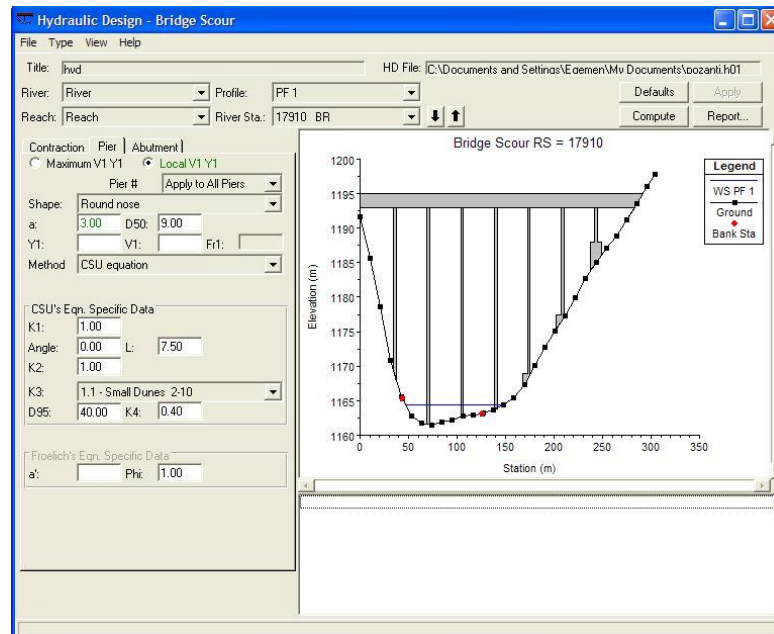 Hydraulic Design - Bridge Scour
File Type View Help
Title: hwd HD File: C:\Documents and Settings\Egemen\My Documents\pozanti.h01
River: River Profile: PF 1 Defaults Apply
Reach: Reach River Sta.: 17910 BR Compute Report...
Contraction Pier Abutment
Maximum V1 Y1 Local V1 Y1
Pier # Apply to All Piers
Shape: Round nose
a: 3.00 D50: 9.00
Y1: V1: Fr1:
Method CSU equation
CSU's Eqn. Specific Data
K1: 1.00
Angle: 0.00 L: 7.50
K2: 1.00
K3: 1.1 - Small Dunes 2-10
D95: 40.00 K4: 0.40
Froelich's Eqn. Specific Data
a': Phi: 1.00
Bridge Scour RS = 17910
1200
1195
1190
1185
1180
1175
1170
1165
1160
Elevation (m)
0 50 100 150 200 250 300 350
Station (m)
Legend
WS PF 1
Ground
Bank Sta